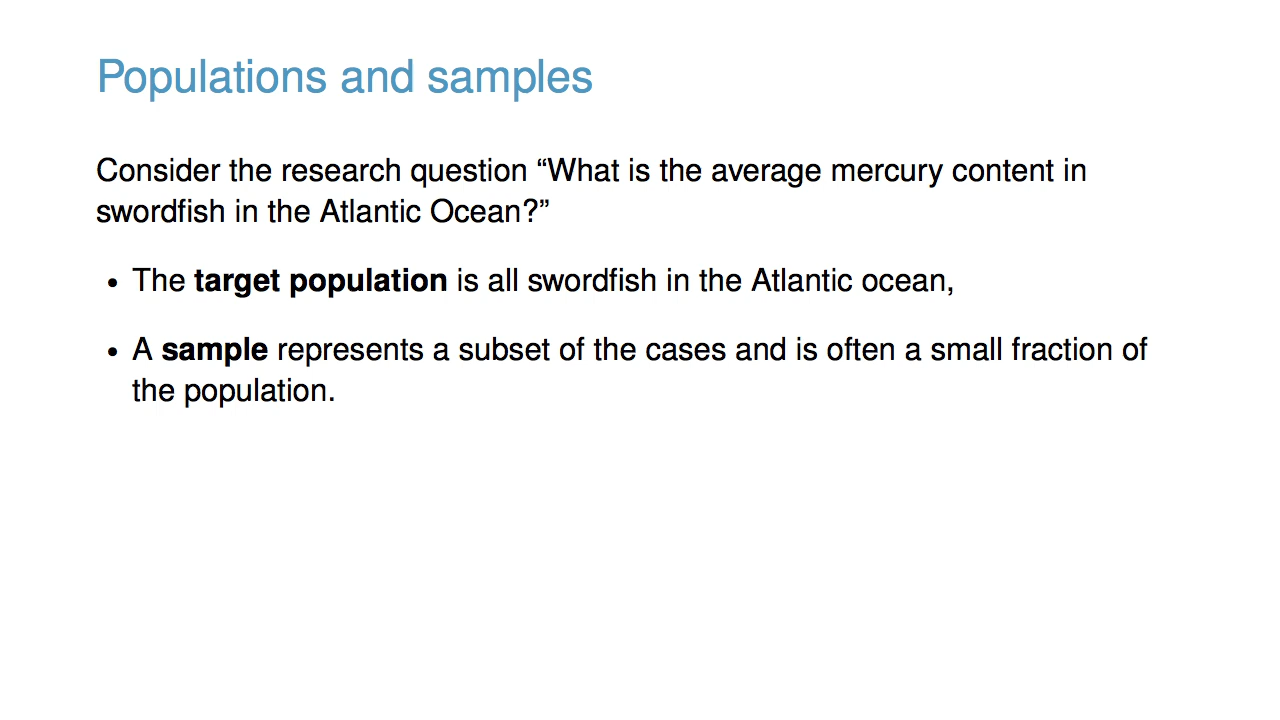 Populations and samples
Consider the research question “What is the average mercury content in
swordfish in the Atlantic Ocean?”
• The target population is all swordfish in the Atlantic ocean,
• A sample represents a subset of the cases and is often a small fraction of
the population.